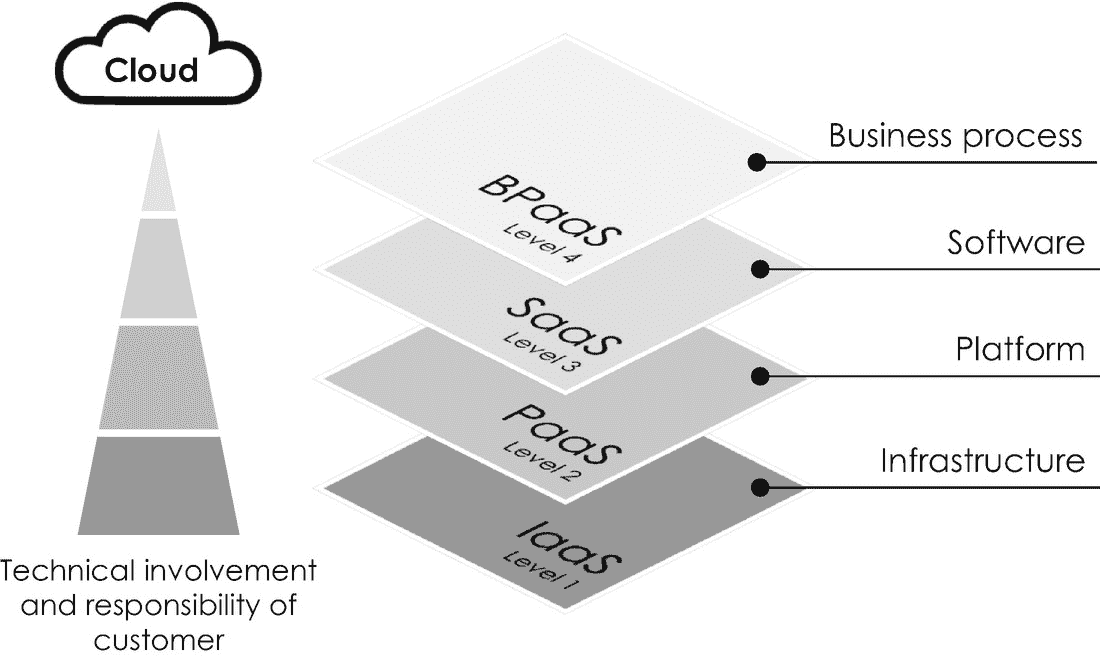 Cloud
Business process
BPaaS
Level 4
Software
SaaS
Level 3
Platform
PaaS
Level 2
Infrastructure
IaaS
Level 1
Technical involvement
and responsibility of
customer